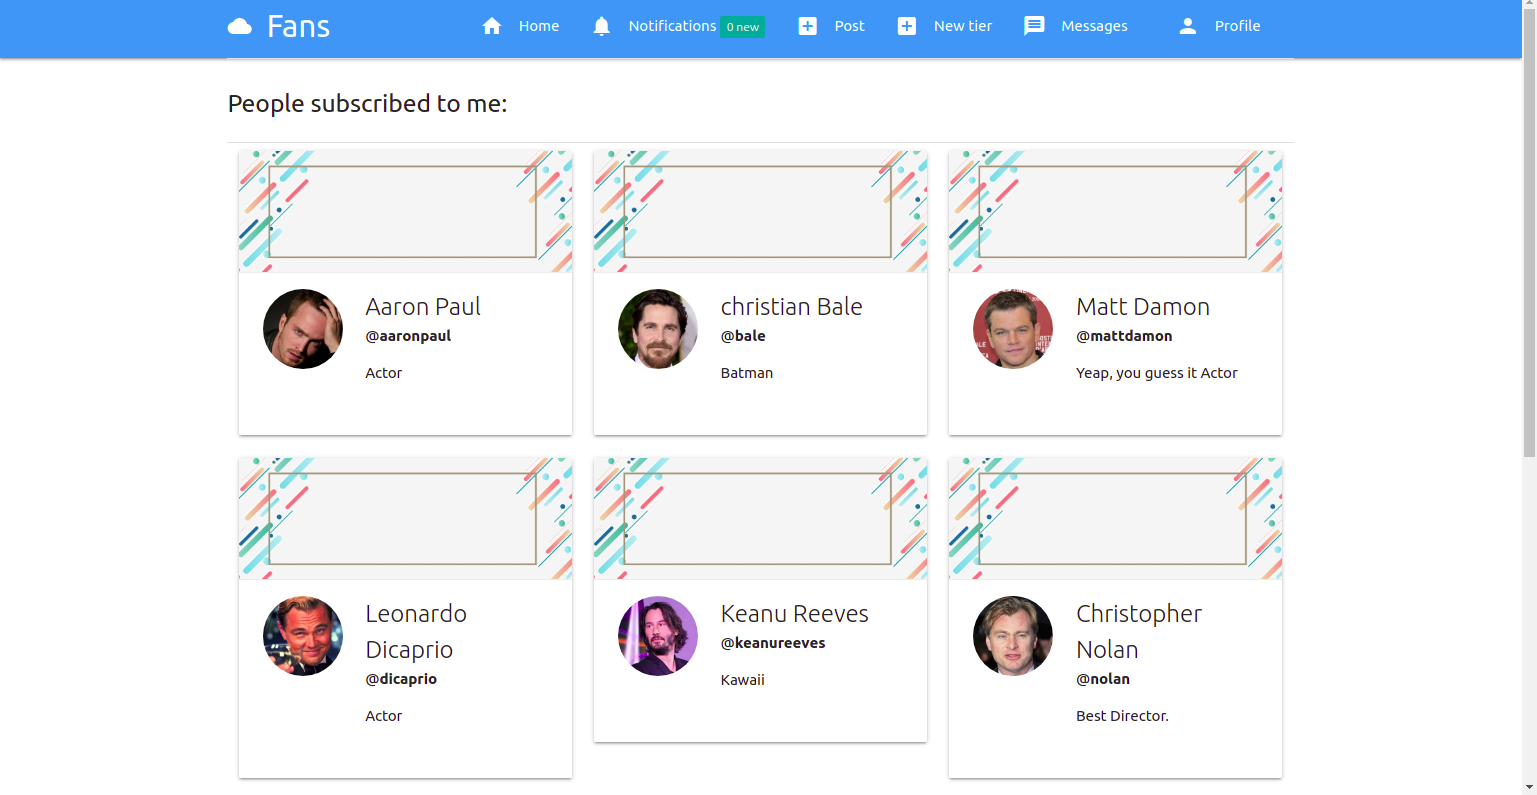 Fans
Home
Notifications 0 new
Post
New tier
Messages
Profile
People subscribed to me:
Aaron Paul
@aaronpaul
Actor
christian Bale
@bale
Batman
Matt Damon
@mattdamon
Yeap, you guess it Actor
Leonardo
Dicaprio
@dicaprio
Actor
Keanu Reeves
@keanureeves
Kawaii
Christopher
Nolan
@nolan
Best Director.